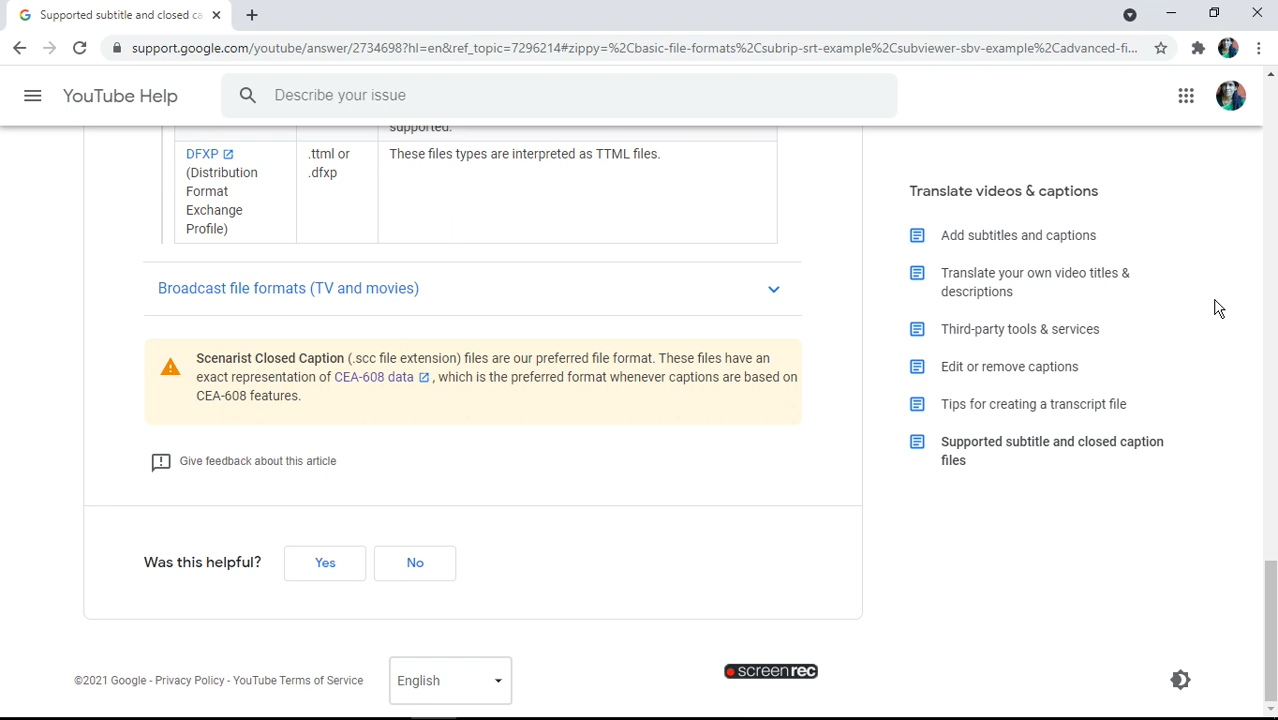 Supported subtitle and closed ca
support.google.com/youtube/answer/2734698?hl=en&ref_topic=7296214#zippy=%2Cbasic-file-formats%2Csubrip-srt-example%2Csubviewer-sbv-example%2Cadvanced-fi...
YouTube Help
Describe your issue
supported.
DFXP
(Distribution
Format
Exchange
Profile)
.ttml or
.dfxp
These files types are interpreted as TTML files.
Broadcast file formats (TV and movies)
Scenarist Closed Caption (.scc file extension) files are our preferred file format. These files have an
exact representation of CEA-608 data , which is the preferred format whenever captions are based on
CEA-608 features.
Give feedback about this article
Was this helpful?
Yes
No
Translate videos & captions
Add subtitles and captions
Translate your own video titles &
descriptions
Third-party tools & services
Edit or remove captions
Tips for creating a transcript file
Supported subtitle and closed caption
files
©2021 Google - Privacy Policy - YouTube Terms of Service
English
screenrec